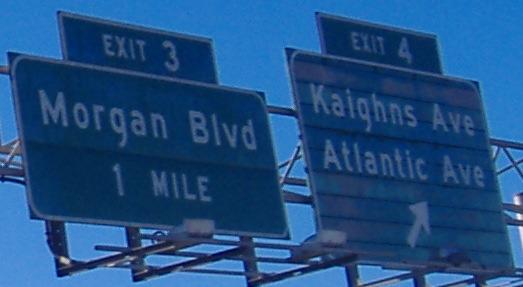 EXIT 3
Morgan Blvd
1 MILE
EXIT 4
Kaighns Ave
Atlantic Ave